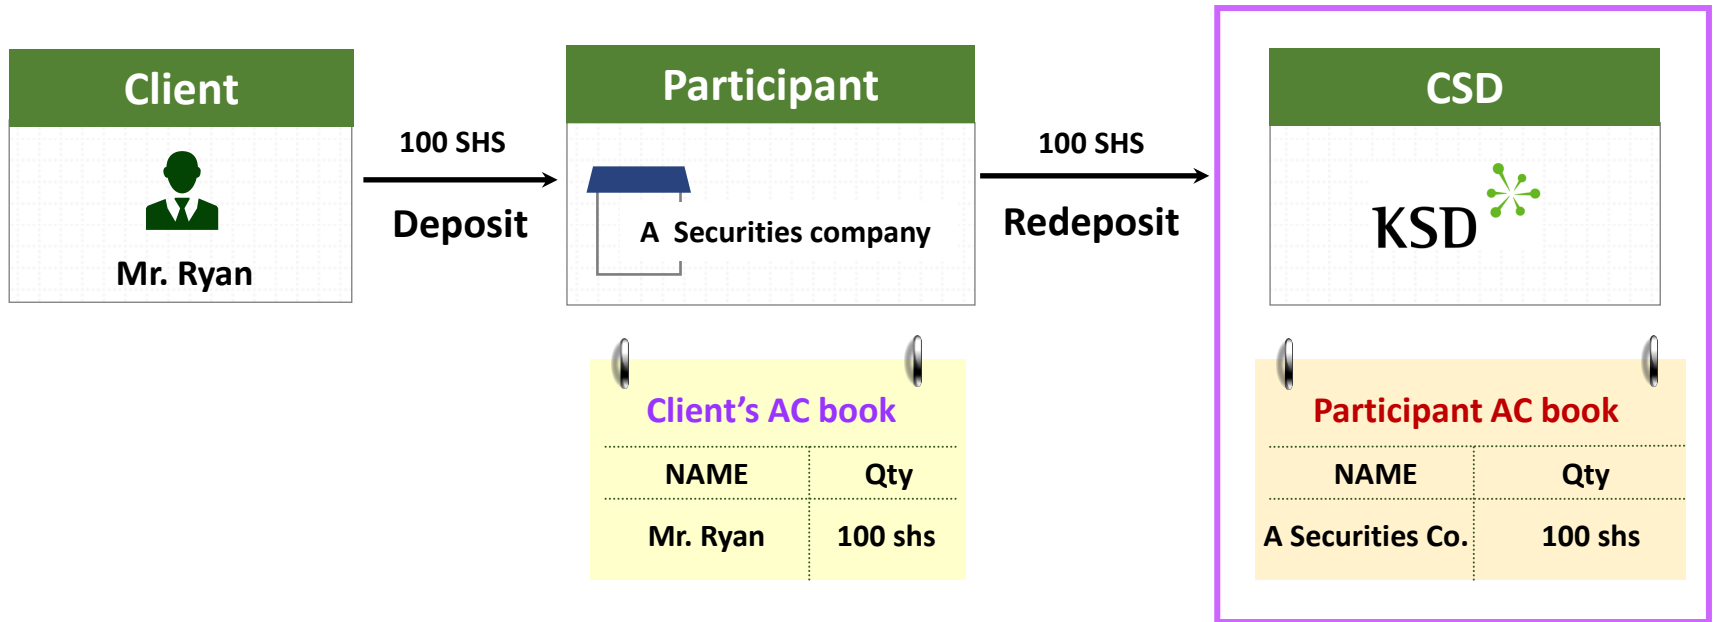 Client
Participant
CSD
100 SHS
100 SHS
Deposit
Redeposit
Mr. Ryan
A Securities company
KSD
Client’s AC book
NAME Qty
Mr. Ryan 100 shs
Participant AC book
NAME Qty
A Securities Co. 100 shs